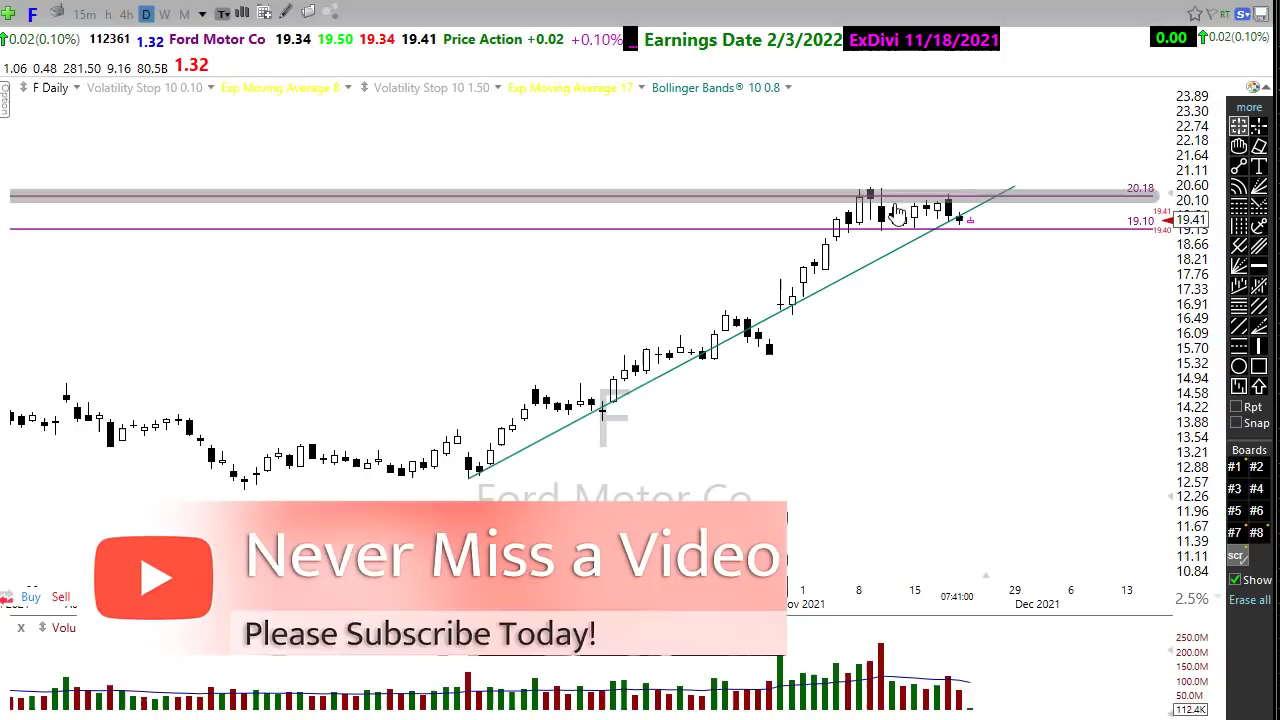 F 15m h 4h D W M T RT S
0.02(0.10%) 112361 1.32 Ford Motor Co 19.34 19.50 19.34 19.41 Price Action +0.02 +0.10% Earnings Date 2/3/2022 ExDivi 11/18/2021 0.00 0.02(0.10%)
1.06 0.48 281.50 9.16 80.5B 1.32
F Daily Volatility Stop 10 0.10 Exp Moving Average 8 Volatility Stop 10 1.50 Exp Moving Average 17 Bollinger Bands® 10 0.8
Option
more
23.89
23.30
22.74
22.18
21.64
21.11
20.60
20.18
20.10
19.41
19.10
19.41
19.40
18.66
18.21
17.76
17.33
16.91
16.49
16.09
15.70
15.32
14.94
14.58
14.22
13.88
13.54
13.21
12.88
12.57
12.26
11.96
11.67
11.39
11.11
10.84
F
Ford Motor Co
Rpt
Snap
Boards
#1 #2
#3 #4
#5 #6
#7 #8
scr
Show
Erase all
Never Miss a Video
Please Subscribe Today!
Buy Sell
1 8 15 07:41:00 29 6 13
ov 2021 Dec 2021
2.5%
X Volu
250.0M
200.0M
150.0M
100.0M
50.0M
112.4K